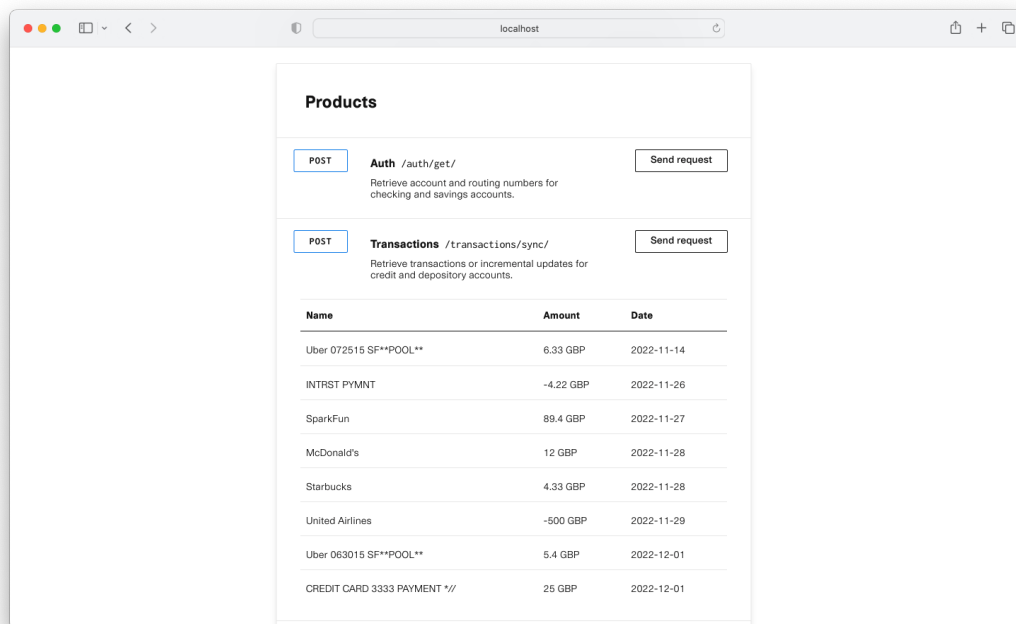 localhost
Products
POST Auth /auth/get/ Send request
Retrieve account and routing numbers for
checking and savings accounts.
POST Transactions /transactions/sync/ Send request
Retrieve transactions or incremental updates for
credit and depository accounts.
Name Amount Date
Uber 072515 SF**POOL** 6.33 GBP 2022-11-14
INTRST PYMNT -4.22 GBP 2022-11-26
SparkFun 89.4 GBP 2022-11-27
McDonald's 12 GBP 2022-11-28
Starbucks 4.33 GBP 2022-11-28
United Airlines -500 GBP 2022-11-29
Uber 063015 SF**POOL** 5.4 GBP 2022-12-01
CREDIT CARD 3333 PAYMENT *// 25 GBP 2022-12-01